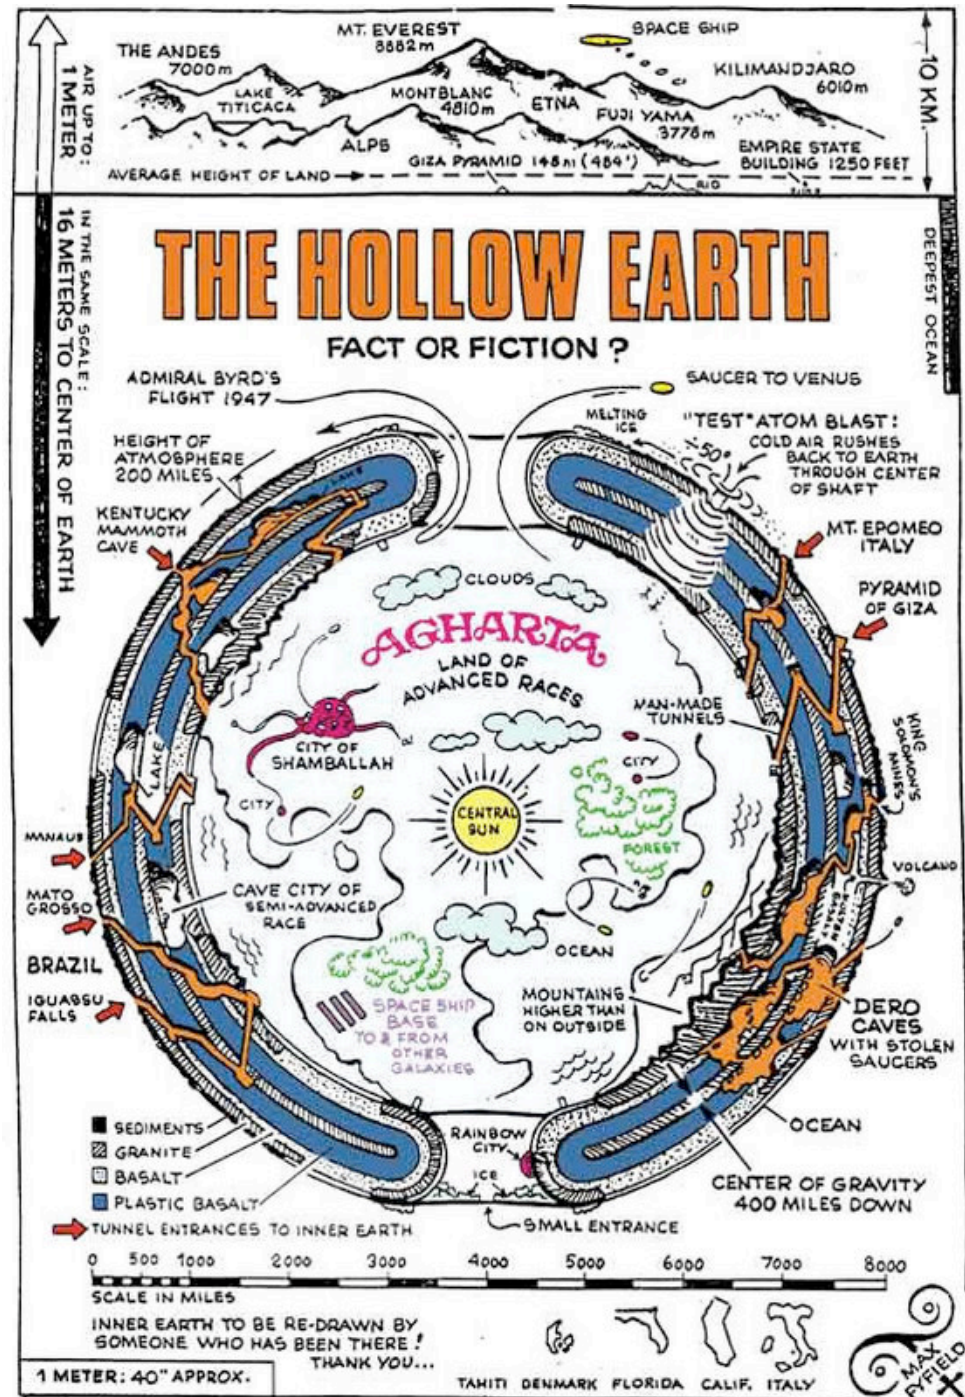 MT. EVEREST
8882m
SPACE SHIP
THE ANDES
7000m
KILIMANDJARO
6010m
LAKE
TITICACA
MONTBLANC
4810m
ETNA
FUJI YAMA
3776m
ALPS
GIZA PYRAMID 148m (484')
EMPIRE STATE
BUILDING 1250 FEET
AVERAGE HEIGHT OF LAND
RIO
AIR UP TO:
1 METER
10 KM.
IN THE SAME SCALE:
16 METERS TO CENTER OF EARTH
DEEPEST OCEAN
THE HOLLOW EARTH
FACT OR FICTION?
ADMIRAL BYRD'S
FLIGHT 1947
SAUCER TO VENUS
MELTING
ICE
"TEST" ATOM BLAST!
COLD AIR RUSHES
BACK TO EARTH
THROUGH CENTER
OF SHAFT
-50°
HEIGHT OF
ATMOSPHERE
200 MILES
LAKE
KENTUCKY
MAMMOTH
CAVE
MT. EPOMEO
ITALY
PYRAMID
OF GIZA
CLOUDS
AGHARTA
LAND OF
ADVANCED RACES
MAN-MADE
TUNNELS
KING
SOLOMON'S
MINES
CITY OF
SHAMBALLAH
CITY
CITY
LAKE
CENTRAL
SUN
FOREST
MANAUS
MATO
GROSSO
BRAZIL
IGUASSU
FALLS
CAVE CITY OF
SEMI-ADVANCED
RACE
VOLCANO
OCEAN
SPACE SHIP
BASE
TO & FROM
OTHER
GALAXIES
MOUNTAINS
HIGHER THAN
ON OUTSIDE
DERO
CAVES
WITH STOLEN
SAUCERS
SEDIMENTS
GRANITE
BASALT
PLASTIC BASALT
TUNNEL ENTRANCES TO INNER EARTH
RAINBOW
CITY
ICE
SMALL ENTRANCE
OCEAN
CENTER OF GRAVITY
400 MILES DOWN
0 500 1000 2000 3000 4000 5000 6000 7000 8000
SCALE IN MILES
INNER EARTH TO BE RE-DRAWN BY
SOMEONE WHO HAS BEEN THERE!
THANK YOU...
1 METER: 40" APPROX.
TAHITI DENMARK FLORIDA CALIF. ITALY
MAX
FYFIELD